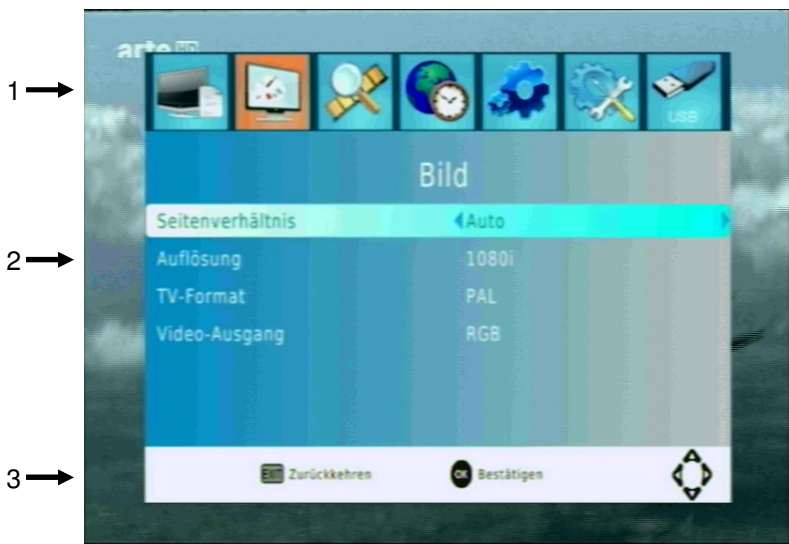 arte HD
1
USB
Bild
Seitenverhältnis Auto
2
Auflösung 1080i
TV-Format PAL
Video-Ausgang RGB
3
EXIT Zurückkehren OK Bestätigen